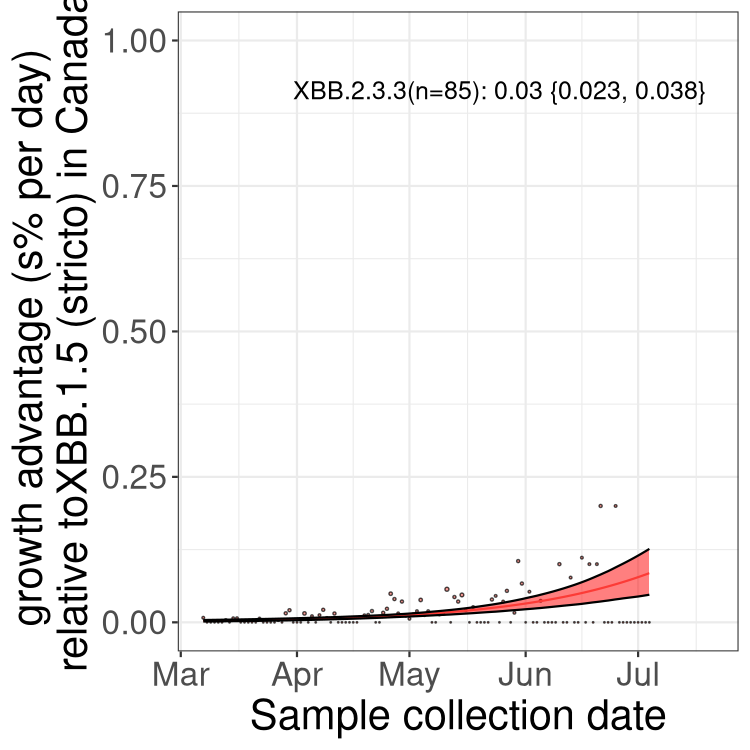 growth advantage (s% per day)
relative toXBB.1.5 (stricto) in Canada
1.00
0.75
0.50
0.25
0.00
XBB.2.3.3(n=85): 0.03 {0.023, 0.038}
Mar Apr May Jun Jul
Sample collection date